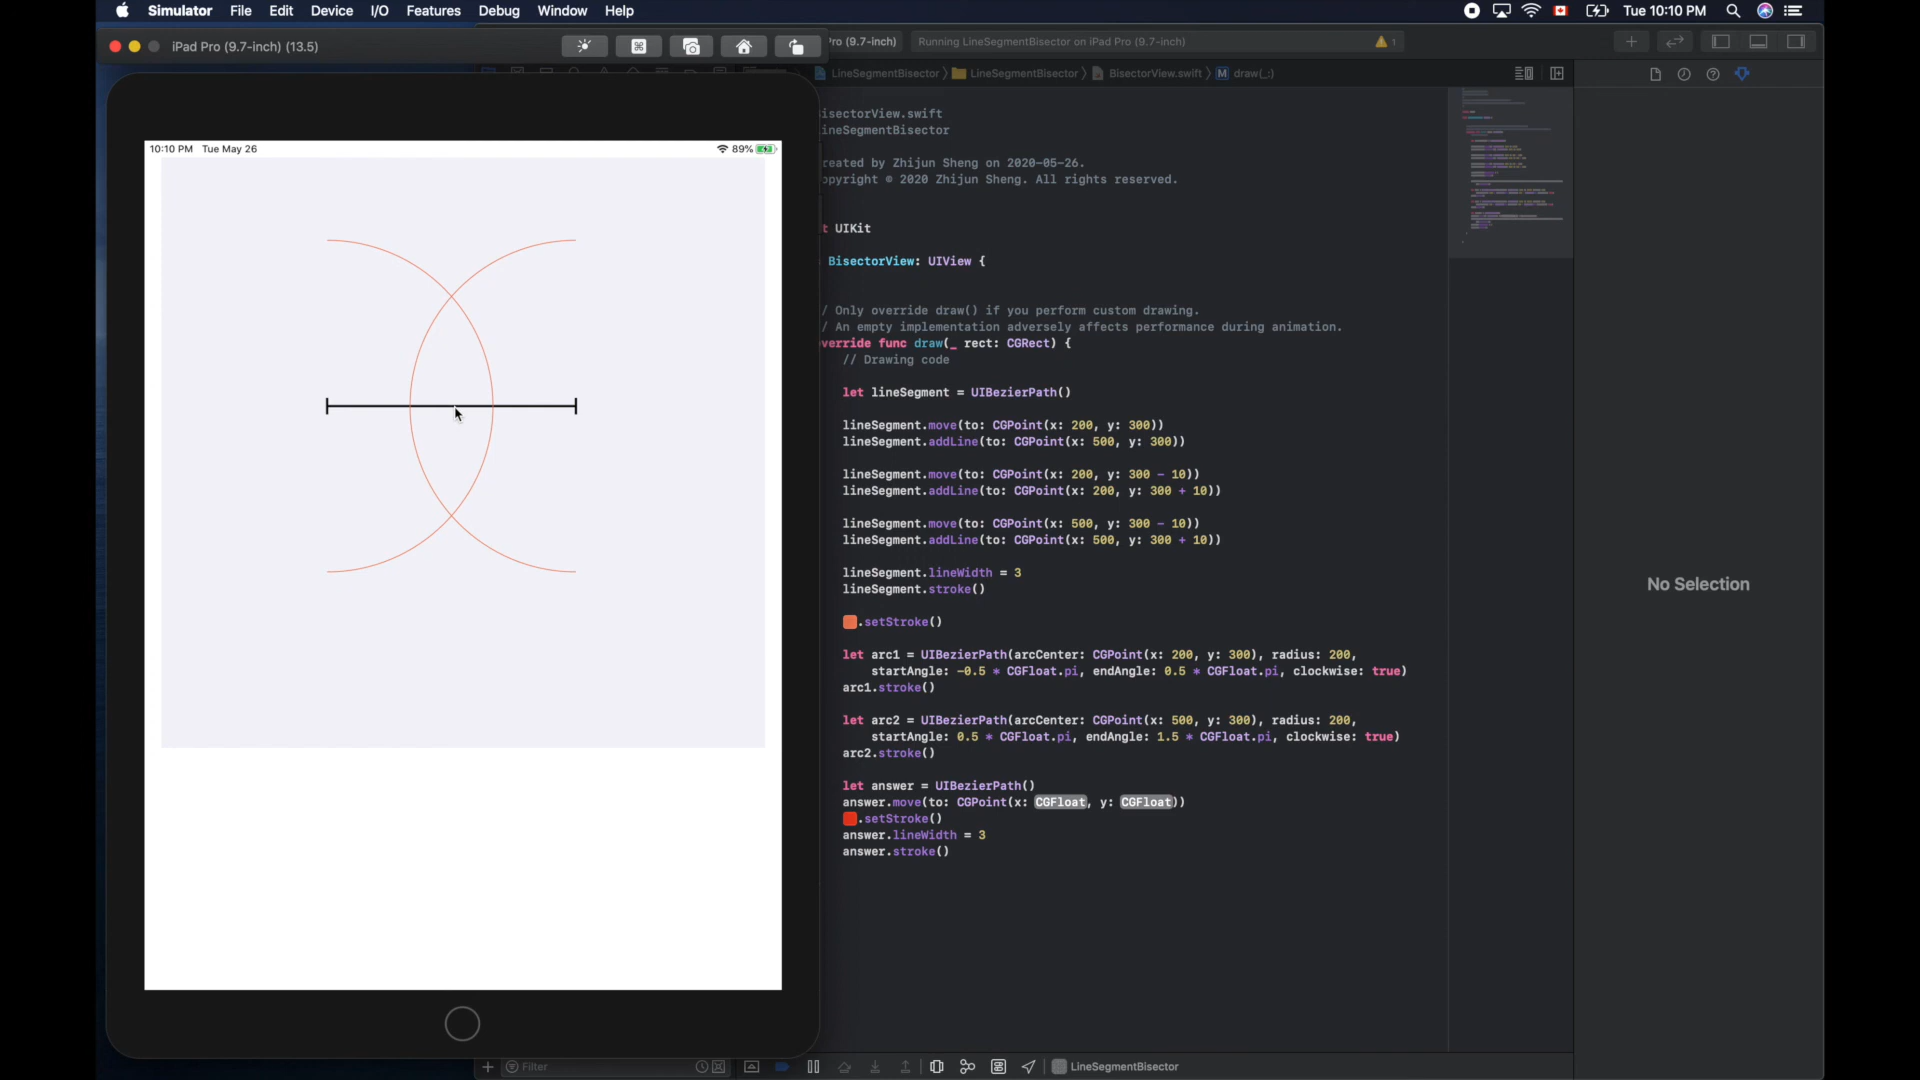 Simulator File Edit Device I/O Features Debug Window Help
Tue 10:10 PM
iPad Pro (9.7-inch) (13.5)
Pro (9.7-inch)
Running LineSegmentBisector on iPad Pro (9.7-inch)
1
LineSegmentBisector
LineSegmentBisector
BisectorView.swift
M draw(_:)
10:10 PM Tue May 26
89%
isectorView.swift
ineSegmentBisector
reated by Zhijun Sheng on 2020-05-26.
opyright © 2020 Zhijun Sheng. All rights reserved.
t UIKit
BisectorView: UIView {
/ Only override draw() if you perform custom drawing.
/ An empty implementation adversely affects performance during animation.
verride func draw(_ rect: CGRect) {
// Drawing code
let lineSegment = UIBezierPath()
lineSegment.move(to: CGPoint(x: 200, y: 300))
lineSegment.addLine(to: CGPoint(x: 500, y: 300))
lineSegment.move(to: CGPoint(x: 200, y: 300 - 10))
lineSegment.addLine(to: CGPoint(x: 200, y: 300 + 10))
lineSegment.move(to: CGPoint(x: 500, y: 300 - 10))
lineSegment.addLine(to: CGPoint(x: 500, y: 300 + 10))
lineSegment.lineWidth = 3
lineSegment.stroke()
.setStroke()
let arc1 = UIBezierPath(arcCenter: CGPoint(x: 200, y: 300), radius: 200,
startAngle: -0.5 * CGFloat.pi, endAngle: 0.5 * CGFloat.pi, clockwise: true)
arc1.stroke()
let arc2 = UIBezierPath(arcCenter: CGPoint(x: 500, y: 300), radius: 200,
startAngle: 0.5 * CGFloat.pi, endAngle: 1.5 * CGFloat.pi, clockwise: true)
arc2.stroke()
let answer = UIBezierPath()
answer.move(to: CGPoint(x: CGFloat, y: CGFloat))
.setStroke()
answer.lineWidth = 3
answer.stroke()
No Selection
Filter
LineSegmentBisector